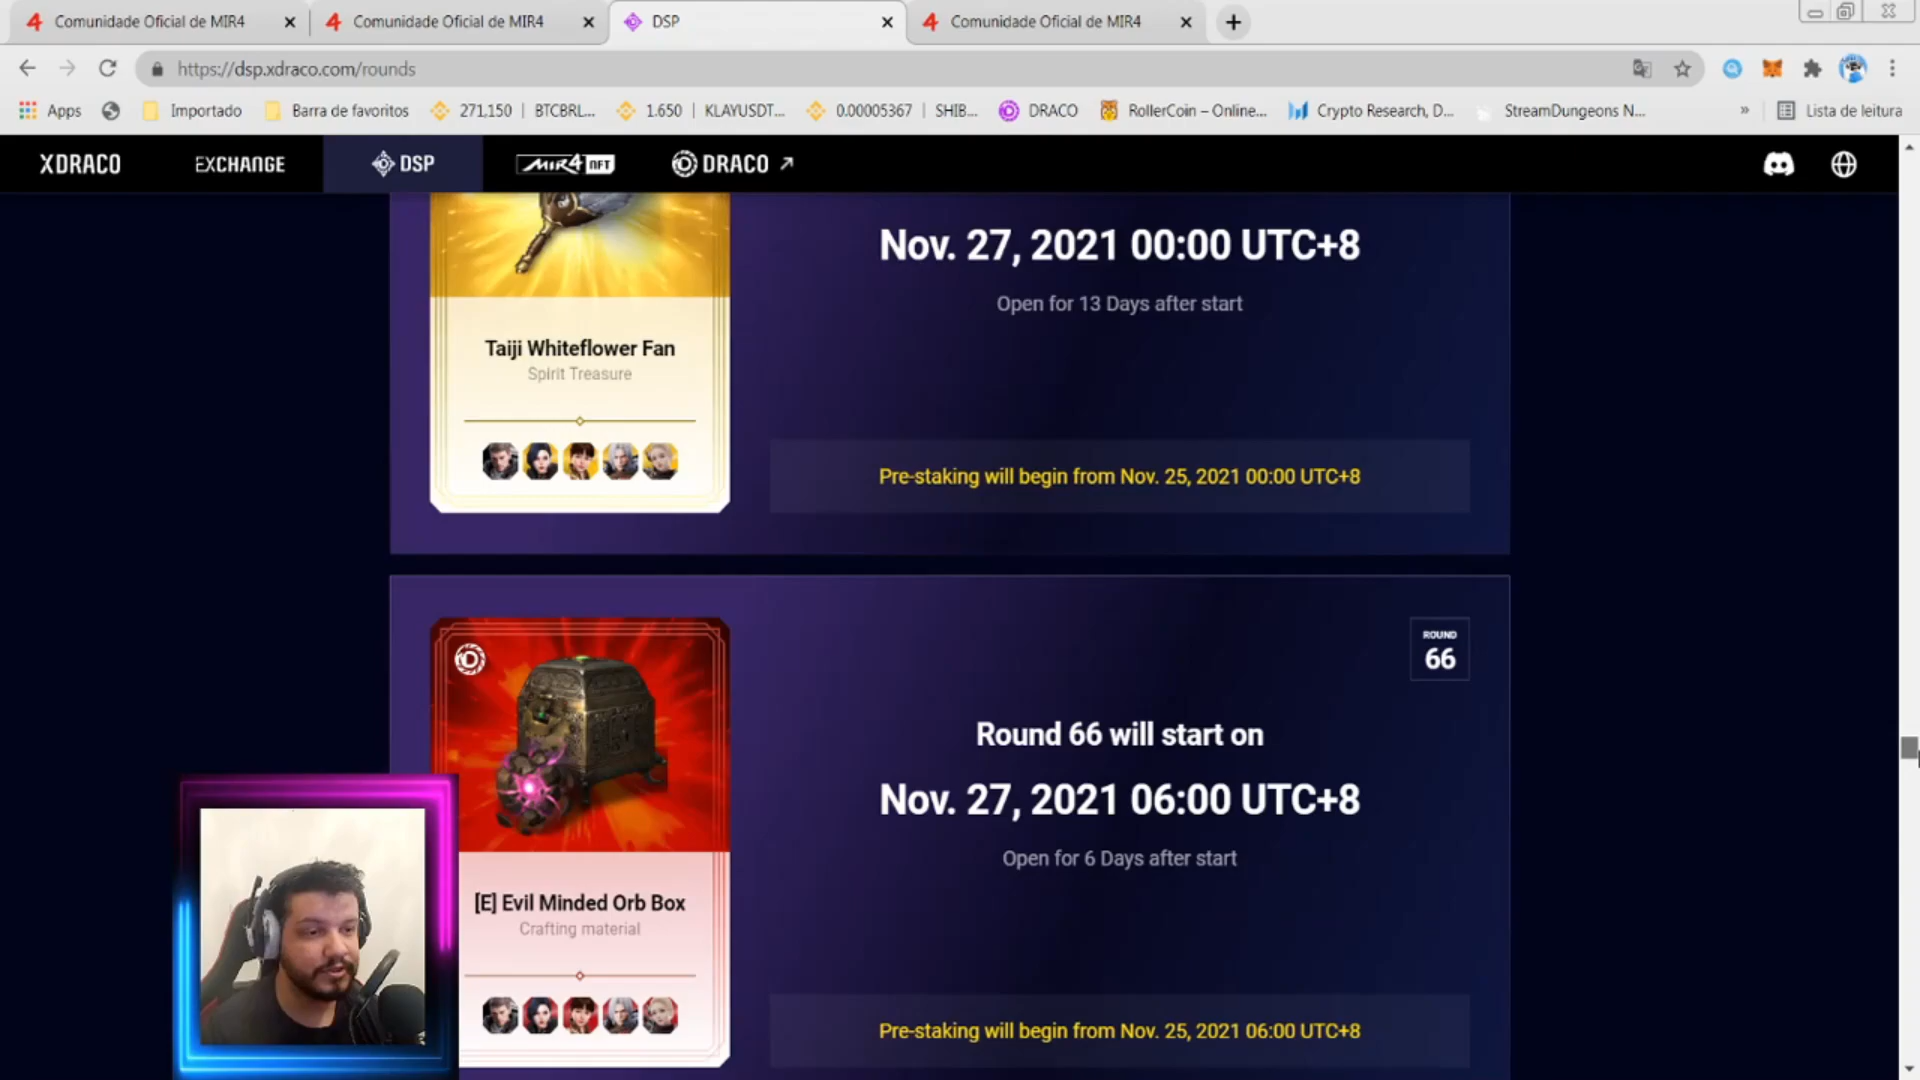 Comunidade Oficial de MIR4
Comunidade Oficial de MIR4
DSP
Comunidade Oficial de MIR4
https://dsp.xdraco.com/rounds
Apps
Importado
Barra de favoritos
271,150 | BTCBRL...
1.650 | KLAYUSDT...
0.00005367 | SHIB...
DRACO
RollerCoin – Online...
Crypto Research, D...
StreamDungeons N...
»
Lista de leitura
XDRACO
EXCHANGE
DSP
MIR4 NFT
DRACO
Nov. 27, 2021 00:00 UTC+8
Open for 13 Days after start
Taiji Whiteflower Fan
Spirit Treasure
Pre-staking will begin from Nov. 25, 2021 00:00 UTC+8
ROUND
66
Round 66 will start on
Nov. 27, 2021 06:00 UTC+8
Open for 6 Days after start
[E] Evil Minded Orb Box
Crafting material
Pre-staking will begin from Nov. 25, 2021 06:00 UTC+8